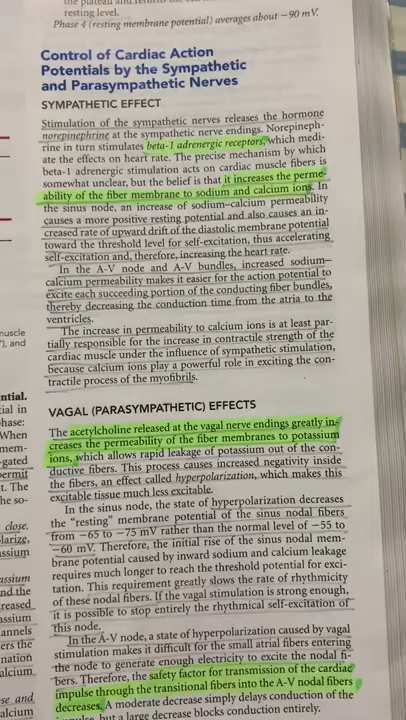 the plateau and
resting level.
Phase 4 (resting membrane potential) averages about −90 mV.
Control of Cardiac Action
Potentials by the Sympathetic
and Parasympathetic Nerves
SYMPATHETIC EFFECT
Stimulation of the sympathetic nerves releases the hormone
norepinephrine at the sympathetic nerve endings. Norepineph-
rine in turn stimulates beta-1 adrenergic receptors, which medi-
ate the effects on heart rate. The precise mechanism by which
beta-1 adrenergic stimulation acts on cardiac muscle fibers is
somewhat unclear, but the belief is that it increases the perme-
ability of the fiber membrane to sodium and calcium ions. In
the sinus node, an increase of sodium–calcium permeability
causes a more positive resting potential and also causes an in-
creased rate of upward drift of the diastolic membrane potential
toward the threshold level for self-excitation, thus accelerating
self-excitation and, therefore, increasing the heart rate.
In the A-V node and A-V bundles, increased sodium–
calcium permeability makes it easier for the action potential to
excite each succeeding portion of the conducting fiber bundles,
thereby decreasing the conduction time from the atria to the
ventricles.
The increase in permeability to calcium ions is at least par-
tially responsible for the increase in contractile strength of the
cardiac muscle under the influence of sympathetic stimulation,
because calcium ions play a powerful role in exciting the con-
tractile process of the myofibrils.
VAGAL (PARASYMPATHETIC) EFFECTS
The acetylcholine released at the vagal nerve endings greatly in-
creases the permeability of the fiber membranes to potassium
ions, which allows rapid leakage of potassium out of the con-
ductive fibers. This process causes increased negativity inside
the fibers, an effect called hyperpolarization, which makes this
excitable tissue much less excitable.
In the sinus node, the state of hyperpolarization decreases
the “resting” membrane potential of the sinus nodal fibers
from −65 to −75 mV rather than the normal level of −55 to
−60 mV. Therefore, the initial rise of the sinus nodal mem-
brane potential caused by inward sodium and calcium leakage
requires much longer to reach the threshold potential for exci-
tation. This requirement greatly slows the rate of rhythmicity
of these nodal fibers. If the vagal stimulation is strong enough,
it is possible to stop entirely the rhythmical self-excitation of
this node.
In the A-V node, a state of hyperpolarization caused by vagal
stimulation makes it difficult for the small atrial fibers entering
the node to generate enough electricity to excite the nodal fi-
bers. Therefore, the safety factor for transmission of the cardiac
impulse through the transitional fibers into the A-V nodal fibers
decreases. A moderate decrease simply delays conduction of the
but a large decrease blocks conduction entirely.